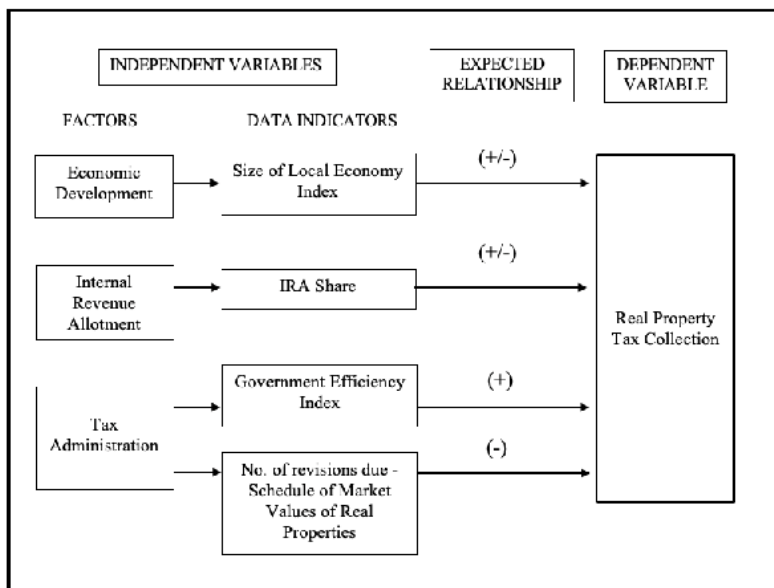 INDEPENDENT VARIABLES
EXPECTED
RELATIONSHIP
DEPENDENT
VARIABLE
FACTORS
DATA INDICATORS
Economic
Development
Size of Local Economy
Index
(+/-)
Internal
Revenue
Allotment
IRA Share
(+/-)
Real Property
Tax Collection
Tax
Administration
Government Efficiency
Index
(+)
No. of revisions due -
Schedule of Market
Values of Real
Properties
(-)